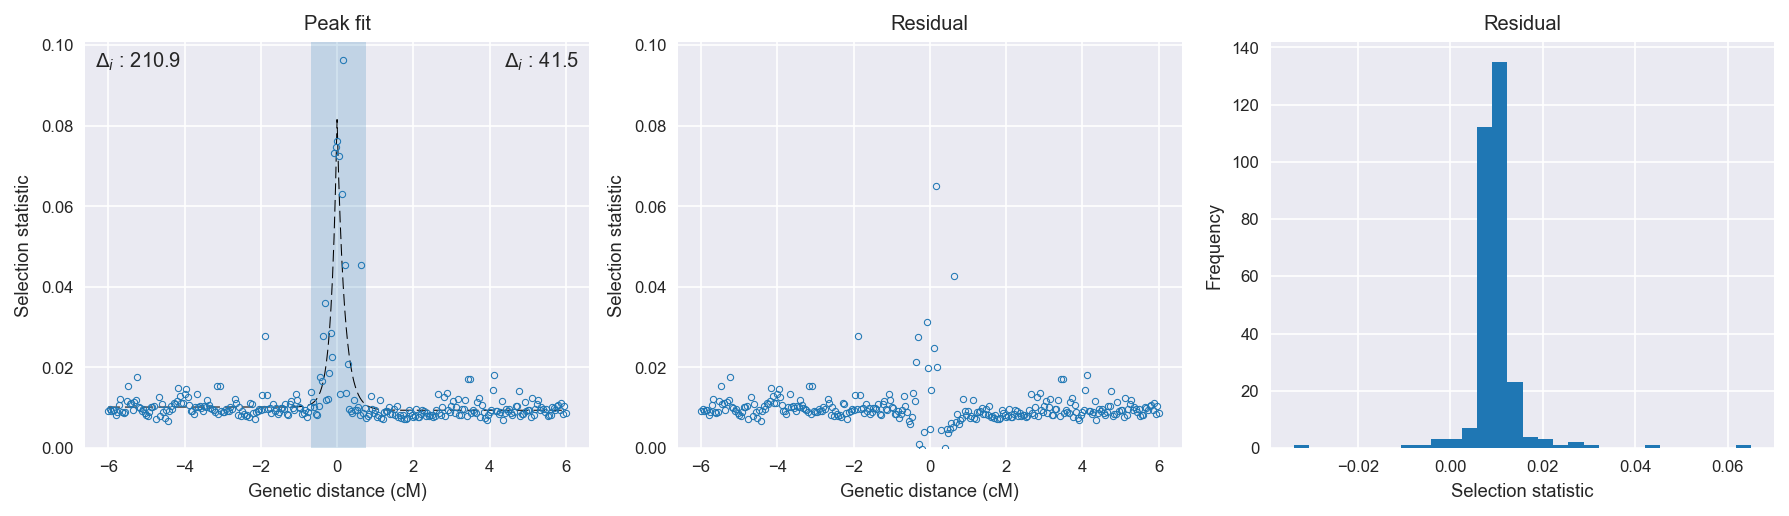 Peak fit
Δi : 210.9
Δi : 41.5
0.10
0.08
0.06
0.04
0.02
0.00
Selection statistic
−6 −4 −2 0 2 4 6
Genetic distance (cM)
Residual
0.10
0.08
0.06
0.04
0.02
0.00
Selection statistic
−6 −4 −2 0 2 4 6
Genetic distance (cM)
Residual
140
120
100
80
60
40
20
0
Frequency
−0.02 0.00 0.02 0.04 0.06
Selection statistic